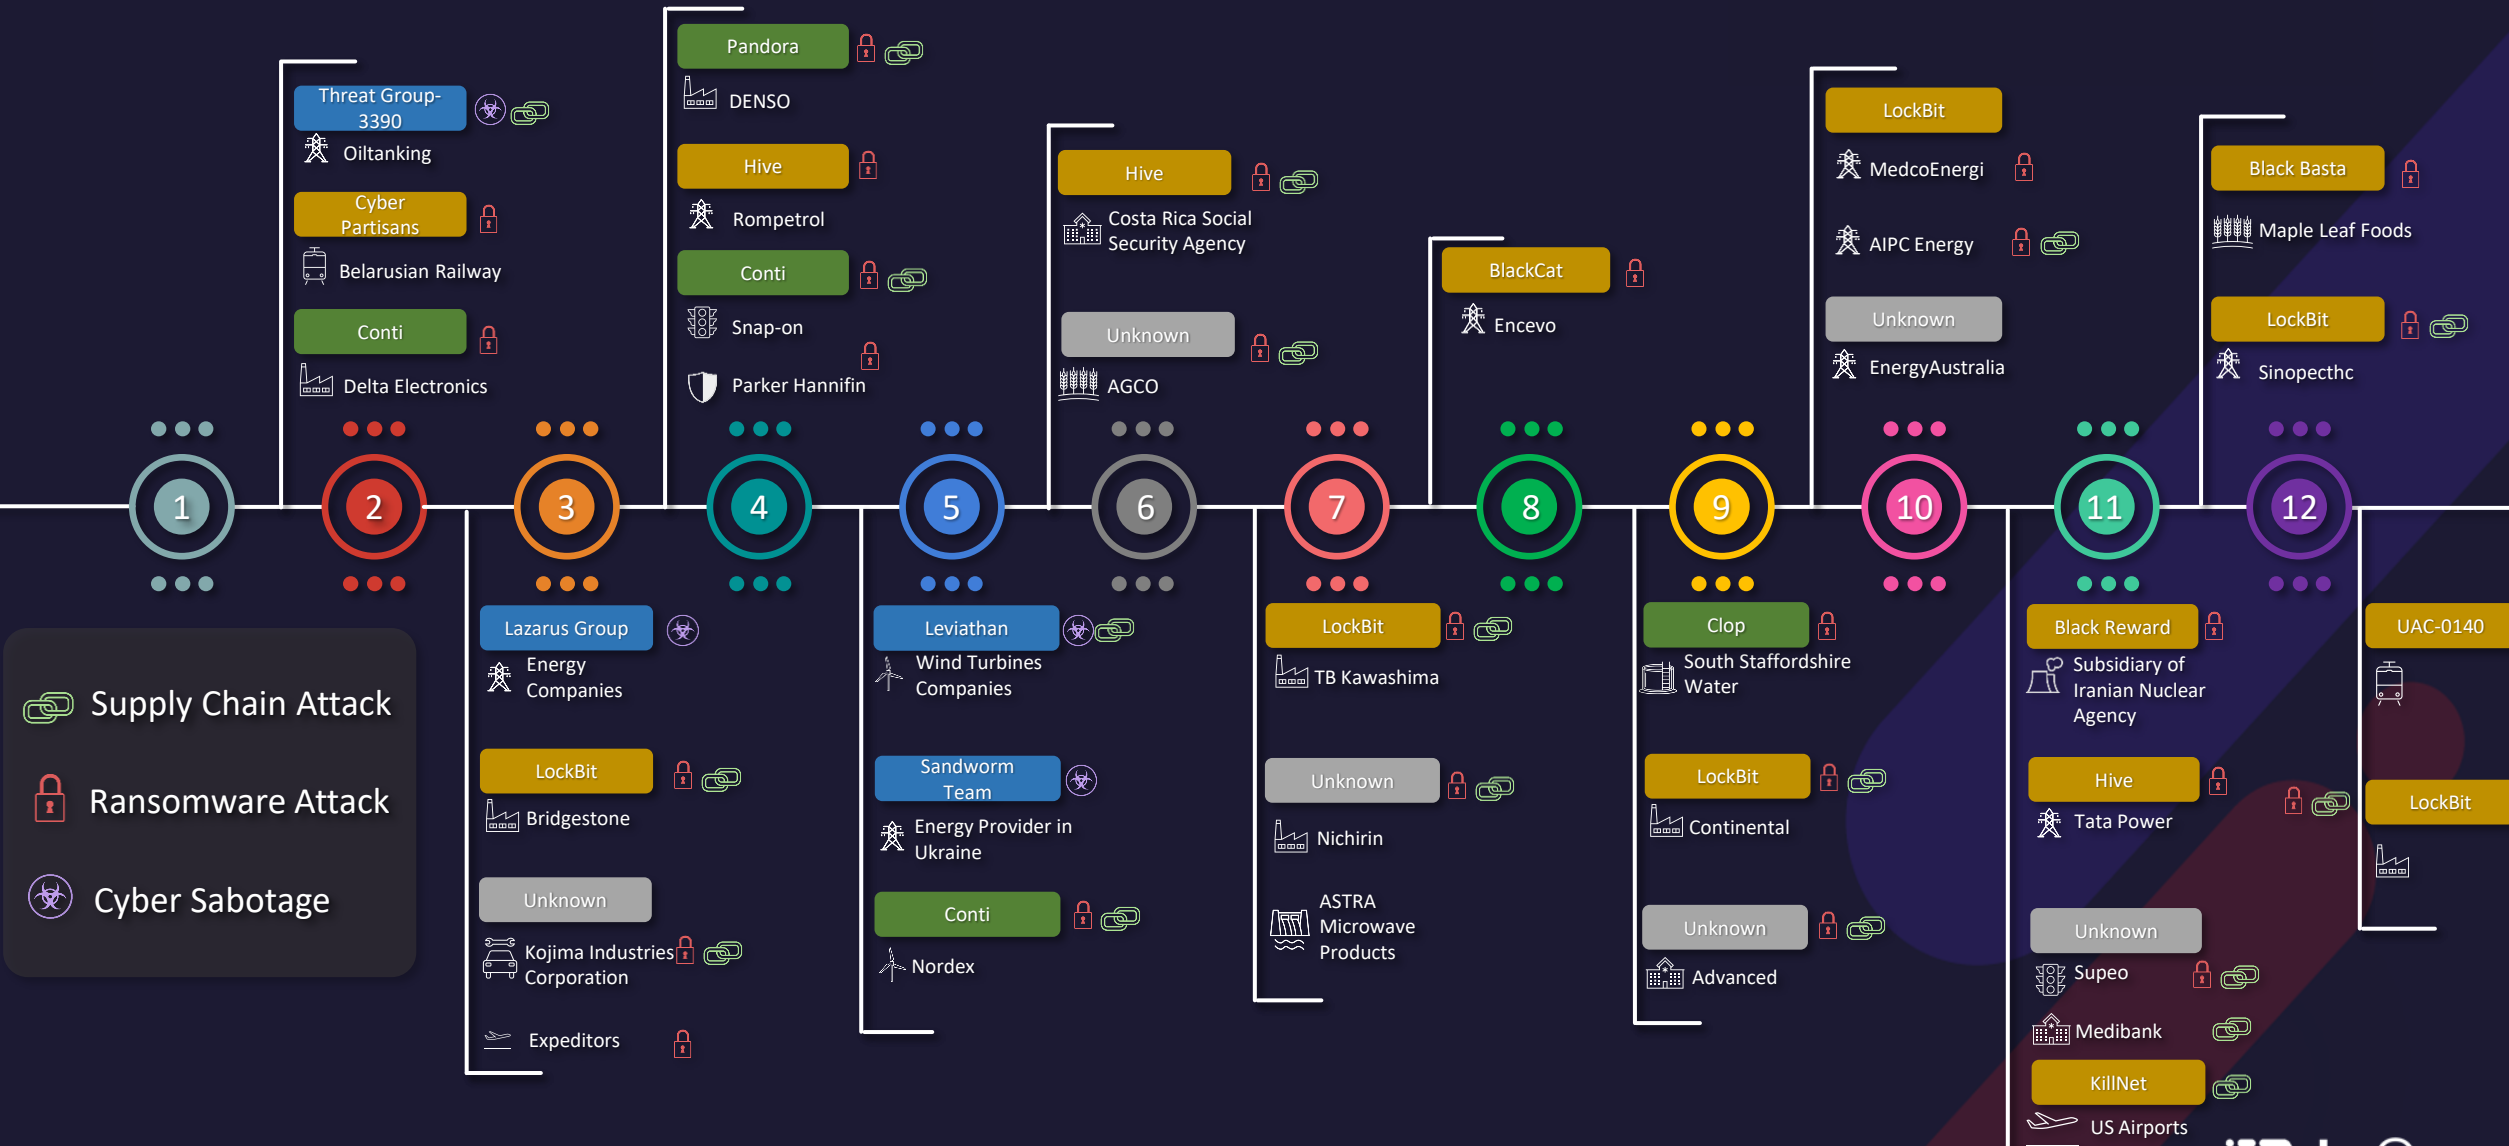 Threat Group-
3390
Oiltanking
Cyber
Partisans
Belarusian Railway
Conti
Delta Electronics
Pandora
DENSO
Hive
Rompetrol
Conti
Snap-on
Parker Hannifin
Hive
Costa Rica Social
Security Agency
Unknown
AGCO
BlackCat
Encevo
LockBit
MedcoEnergi
AIPC Energy
Unknown
EnergyAustralia
Black Basta
Maple Leaf Foods
LockBit
Sinopecthc
1
2
3
4
5
6
7
8
9
10
11
12
Supply Chain Attack
Ransomware Attack
Cyber Sabotage
Lazarus Group
Energy
Companies
LockBit
Bridgestone
Unknown
Kojima Industries
Corporation
Expeditors
Leviathan
Wind Turbines
Companies
Sandworm
Team
Energy Provider in
Ukraine
Conti
Nordex
LockBit
TB Kawashima
Unknown
Nichirin
ASTRA
Microwave
Products
Clop
South Staffordshire
Water
LockBit
Continental
Unknown
Advanced
Black Reward
Subsidiary of
Iranian Nuclear
Agency
Hive
Tata Power
Unknown
Supeo
Medibank
KillNet
US Airports
UAC-0140
LockBit